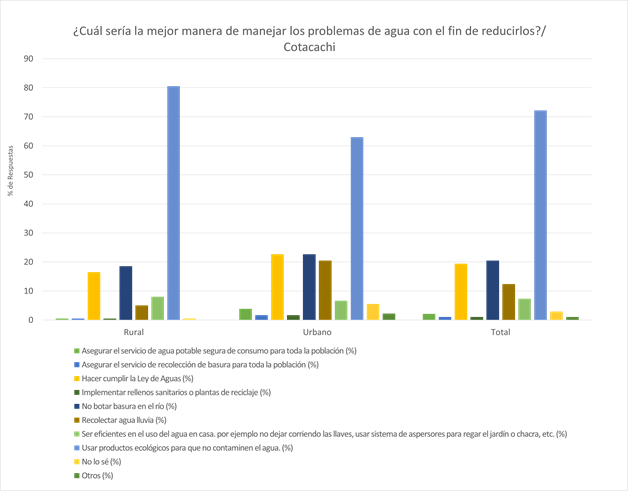 ¿Cuál sería la mejor manera de manejar los problemas de agua con el fin de reducirlos?/
Cotacachi
90
80
70
60
50
40
30
20
10
0
% de Respuestas
Rural
Urbano
Total
Asegurar el servicio de agua potable segura de consumo para toda la población (%)
Asegurar el servicio de recolección de basura para toda la población (%)
Hacer cumplir la Ley de Aguas (%)
Implementar rellenos sanitarios o plantas de reciclaje (%)
No botar basura en el río (%)
Recolectar agua lluvia (%)
Ser eficientes en el uso del agua en casa. por ejemplo no dejar corriendo las llaves, usar sistema de aspersores para regar el jardín o chacra, etc. (%)
Usar productos ecológicos para que no contaminen el agua. (%)
No lo sé (%)
Otros (%)